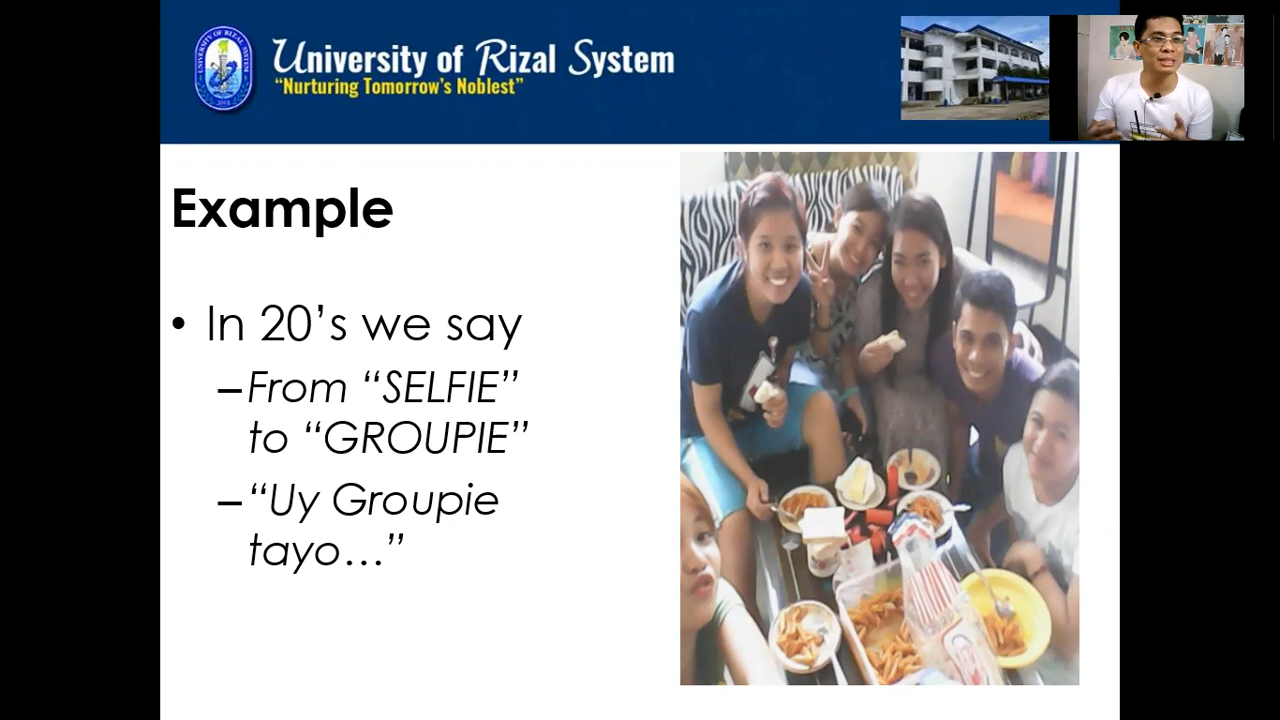 University of Rizal System
“Nurturing Tomorrow’s Noblest”
Example
• In 20’s we say
–From “SELFIE”
to “GROUPIE”
–“Uy Groupie
tayo…”